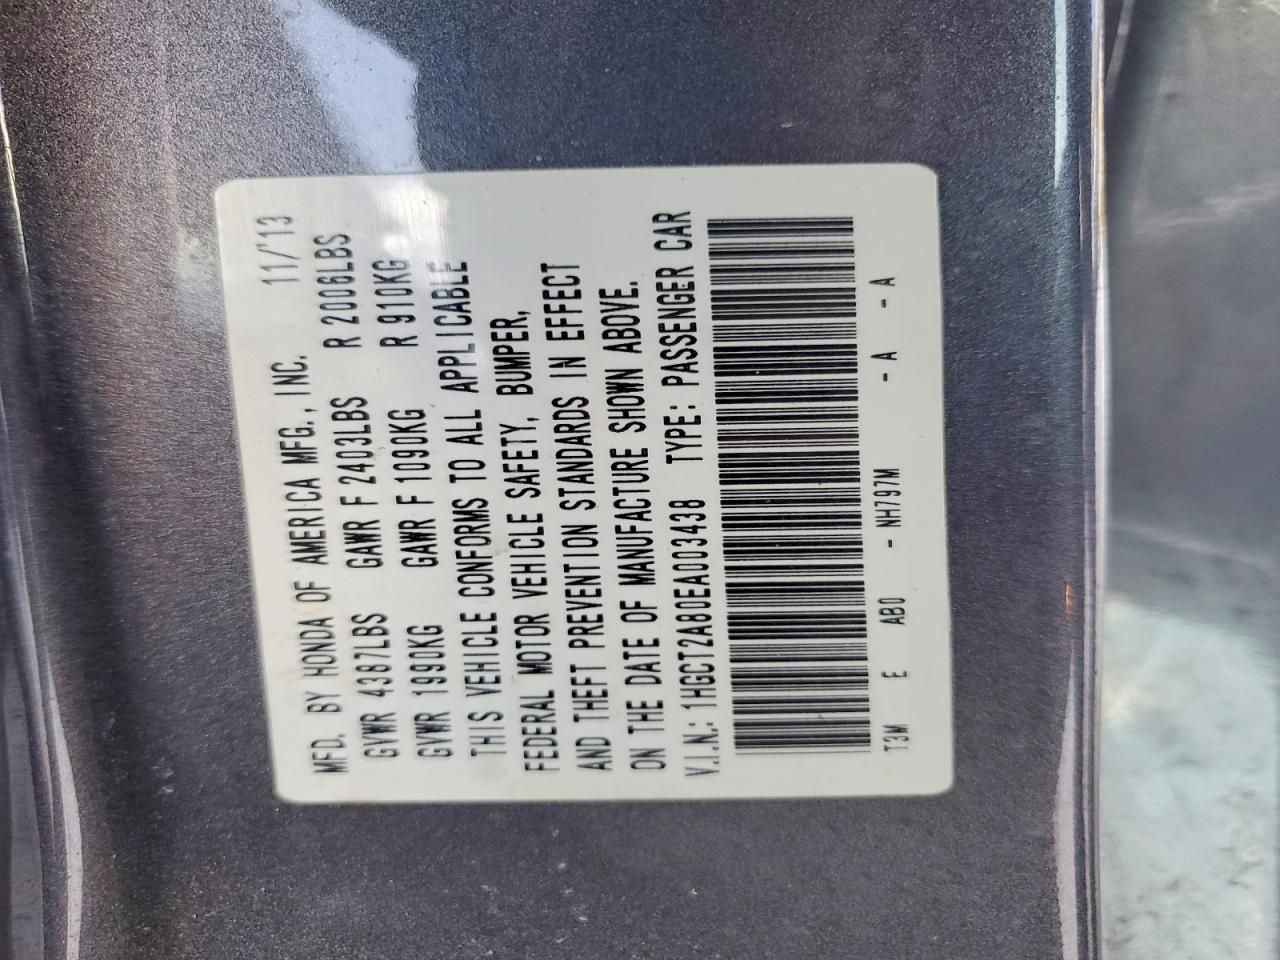 MFD. BY HONDA OF AMERICA MFG., INC. 11/'13
GVWR 4387LBS GAWR F 2403LBS R 2006LBS
GVWR 1990KG GAWR F 1090KG R 910KG
THIS VEHICLE CONFORMS TO ALL APPLICABLE
FEDERAL MOTOR VEHICLE SAFETY, BUMPER,
AND THEFT PREVENTION STANDARDS IN EFFECT
ON THE DATE OF MANUFACTURE SHOWN ABOVE.
V.I.N.: 1HGCT2A80EA003438 TYPE: PASSENGER CAR
T3M E AB0 - NH797M - A - A